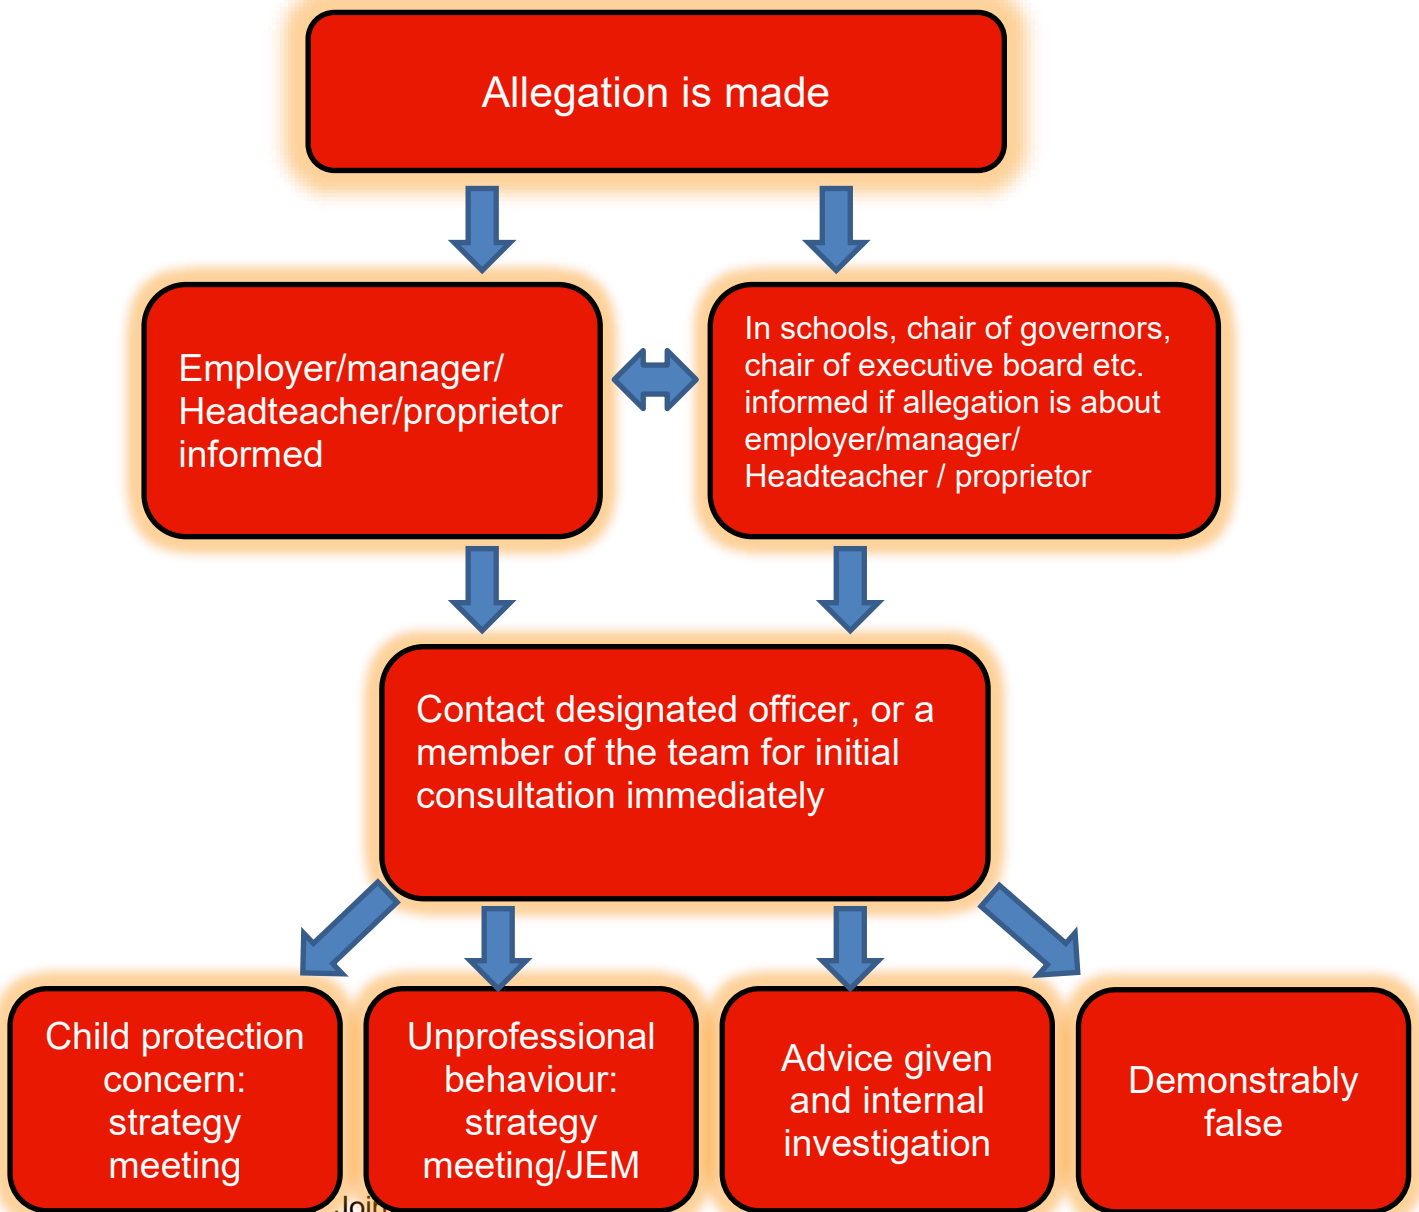 Allegation is made
Employer/manager/
Headteacher/proprietor
informed
In schools, chair of governors,
chair of executive board etc.
informed if allegation is about
employer/manager/
Headteacher / proprietor
Contact designated officer, or a
member of the team for initial
consultation immediately
Child protection
concern:
strategy
meeting
Unprofessional
behaviour:
strategy
meeting/JEM
Advice given
and internal
investigation
Demonstrably
false